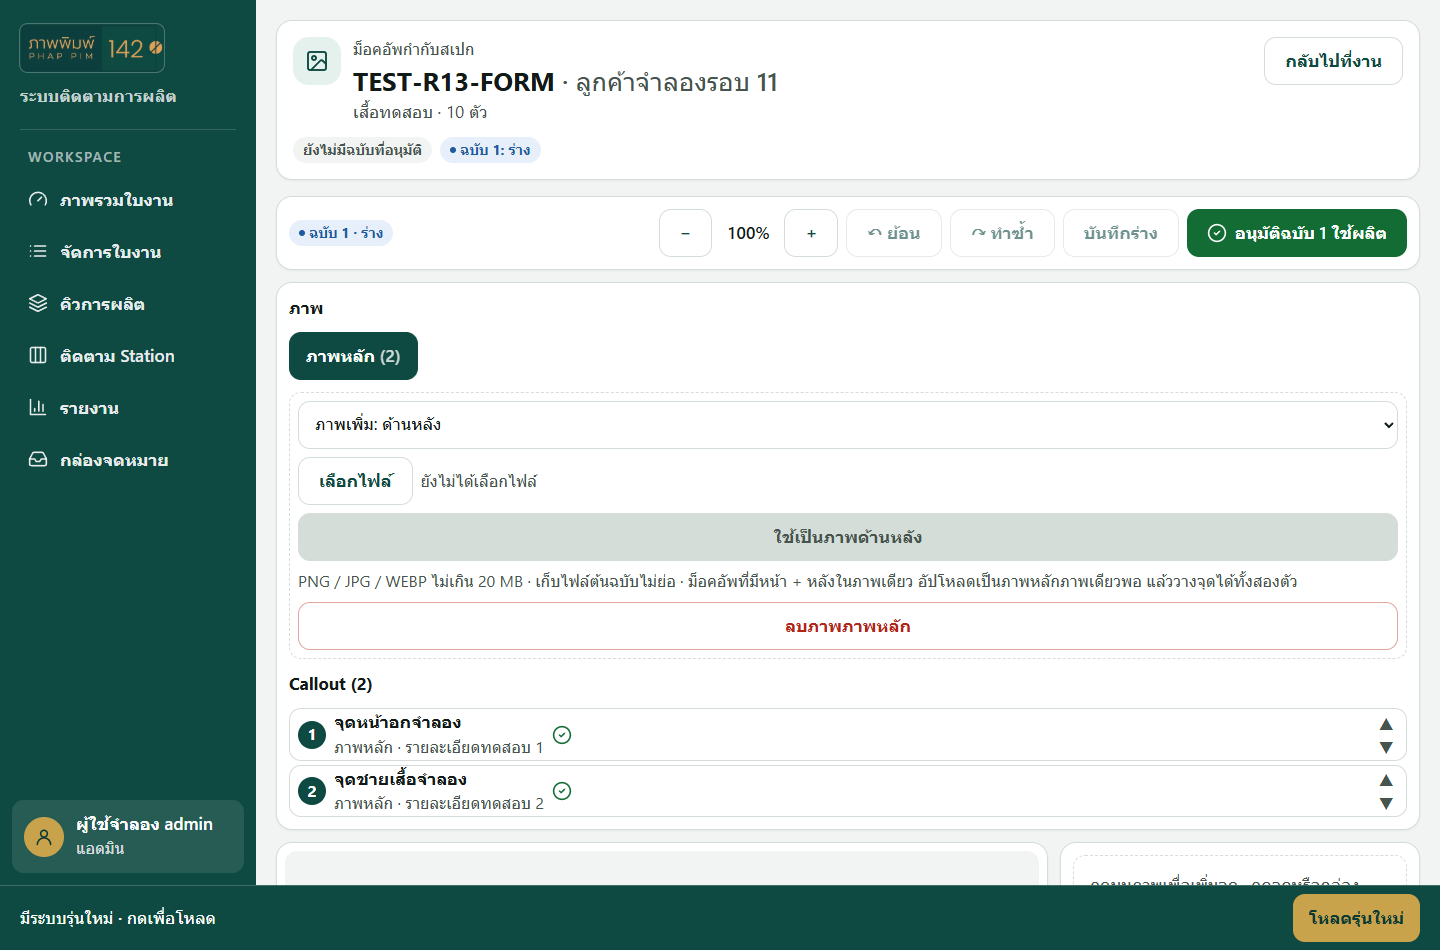 ภาพพิมพ์ 142
PHAP PIM
ระบบติดตามการผลิต
WORKSPACE
ภาพรวมใบงาน
จัดการใบงาน
คิวการผลิต
ติดตาม Station
รายงาน
กล่องจดหมาย
ผู้ใช้จำลอง admin
แอดมิน
ม็อคอัพกำกับสเปก
TEST-R13-FORM · ลูกค้าจำลองรอบ 11
เสื้อทดสอบ · 10 ตัว
ยังไม่มีฉบับที่อนุมัติ
ฉบับ 1: ร่าง
กลับไปที่งาน
ฉบับ 1 · ร่าง
− 100% +
ย้อน
ทำซ้ำ
บันทึกร่าง
อนุมัติฉบับ 1 ใช้ผลิต
ภาพ
ภาพหลัก (2)
ภาพเพิ่ม: ด้านหลัง
เลือกไฟล์ ยังไม่ได้เลือกไฟล์
ใช้เป็นภาพด้านหลัง
PNG / JPG / WEBP ไม่เกิน 20 MB · เก็บไฟล์ต้นฉบับไม่ย่อ · ม็อคอัพที่มีหน้า + หลังในภาพเดียว อัปโหลดเป็นภาพหลักภาพเดียวพอ แล้ววางจุดได้ทั้งสองตัว
ลบภาพภาพหลัก
Callout (2)
1 จุดหน้าอกจำลอง
ภาพหลัก · รายละเอียดทดสอบ 1
2 จุดชายเสื้อจำลอง
ภาพหลัก · รายละเอียดทดสอบ 2
มีระบบรุ่นใหม่ · กดเพื่อโหลด
โหลดรุ่นใหม่